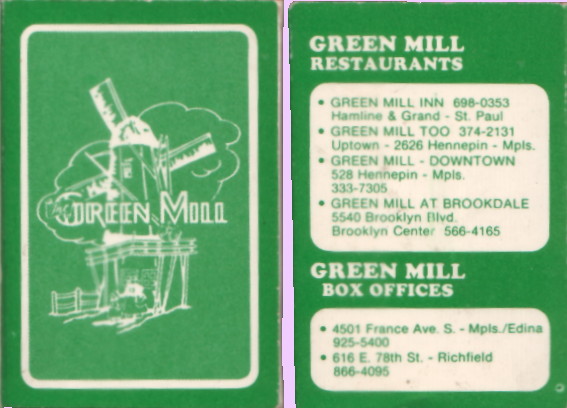 GREEN MILL
GREEN MILL
RESTAURANTS
• GREEN MILL INN 698-0353
Hamline & Grand - St. Paul
• GREEN MILL TOO 374-2131
Uptown - 2626 Hennepin - Mpls.
• GREEN MILL - DOWNTOWN
528 Hennepin - Mpls.
333-7305
• GREEN MILL AT BROOKDALE
5540 Brooklyn Blvd.
Brooklyn Center 566-4165
GREEN MILL
BOX OFFICES
• 4501 France Ave. S. - Mpls./Edina
925-5400
• 616 E. 78th St. - Richfield
866-4095